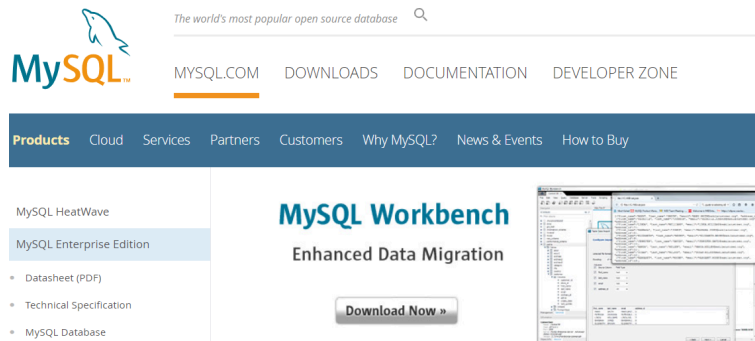 The world's most popular open source database
MySQL™
MYSQL.COM DOWNLOADS DOCUMENTATION DEVELOPER ZONE
Products Cloud Services Partners Customers Why MySQL? News & Events How to Buy
MySQL HeatWave
MySQL Enterprise Edition
Datasheet (PDF)
Technical Specification
MySQL Database
MySQL Workbench
Enhanced Data Migration
Download Now »